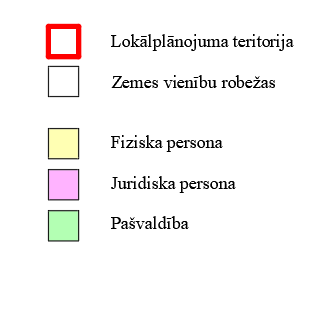 Lokālplānojuma teritorija
Zemes vienību robežas
Fiziska persona
Juridiska persona
Pašvaldība